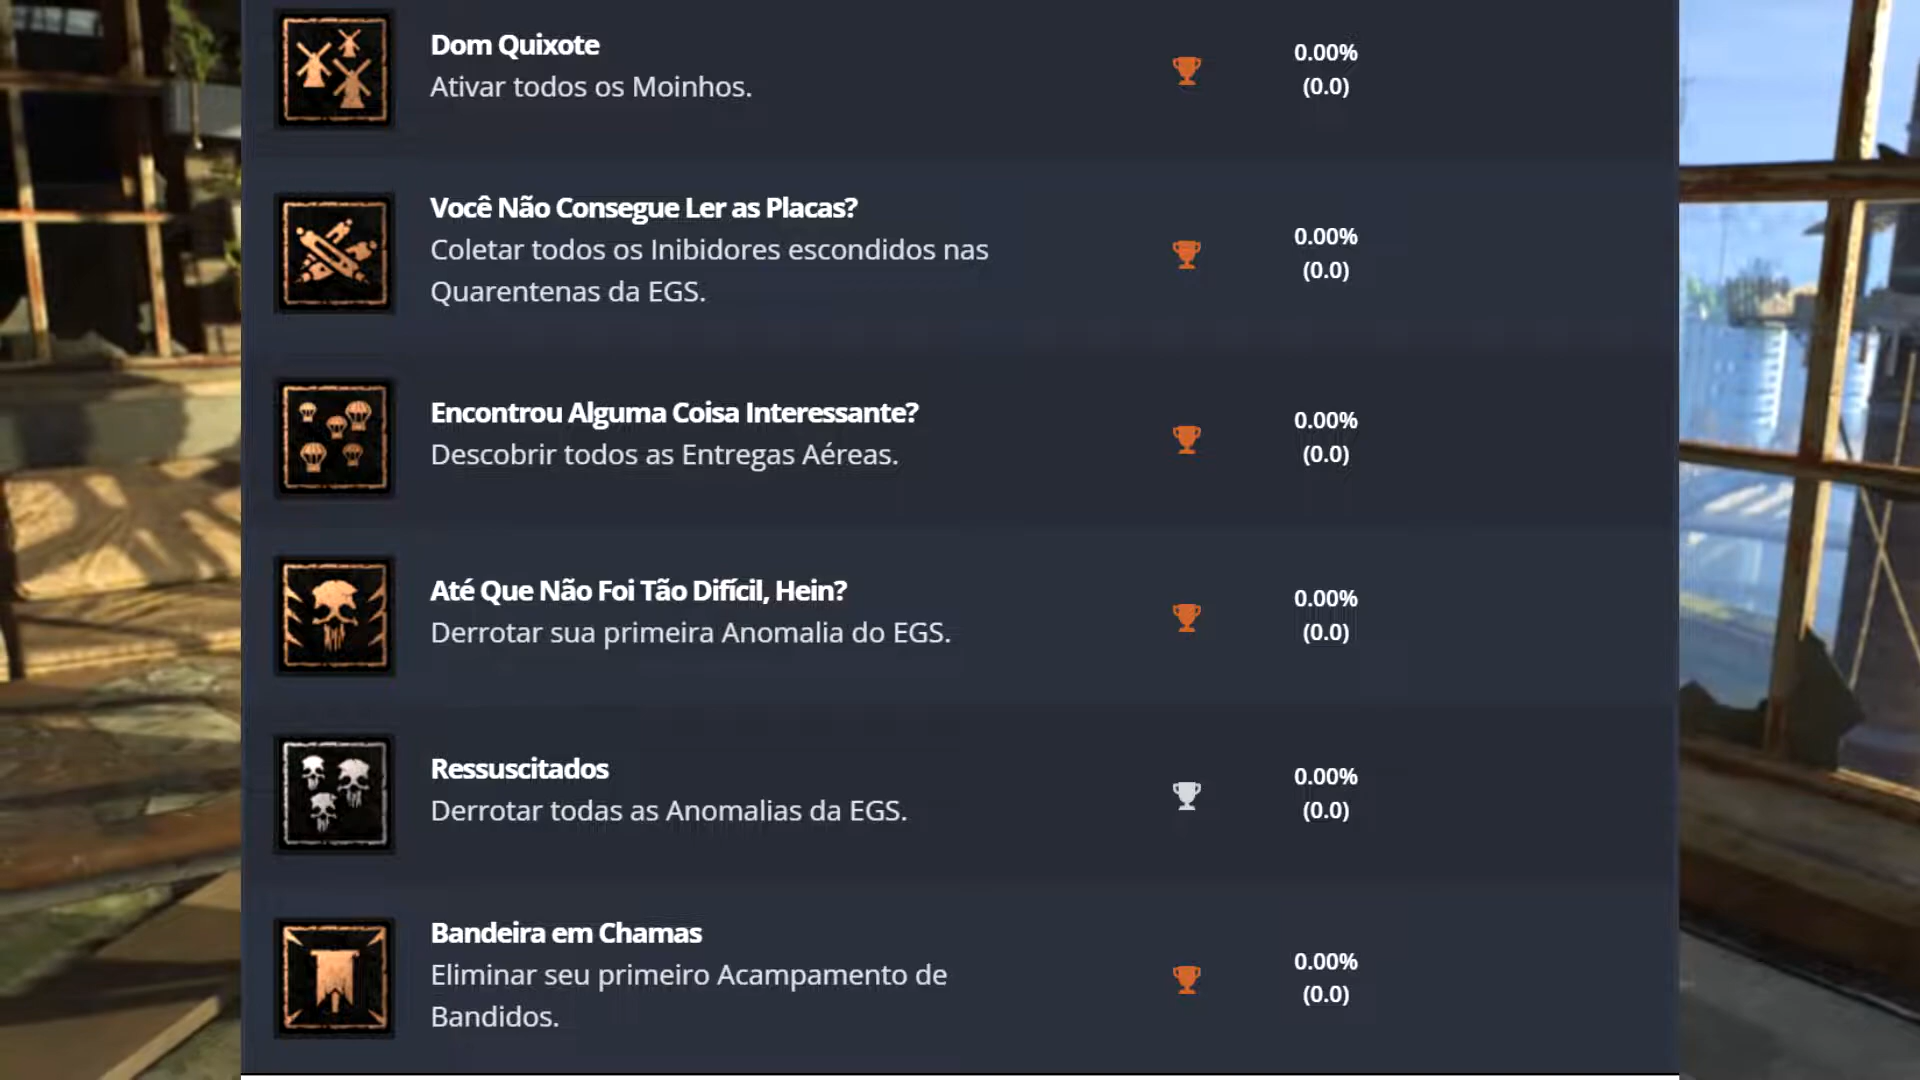 Dom Quixote
Ativar todos os Moinhos.
0.00%
(0.0)
Você Não Consegue Ler as Placas?
Coletar todos os Inibidores escondidos nas
Quarentenas da EGS.
0.00%
(0.0)
Encontrou Alguma Coisa Interessante?
Descobrir todos as Entregas Aéreas.
0.00%
(0.0)
Até Que Não Foi Tão Difícil, Hein?
Derrotar sua primeira Anomalia do EGS.
0.00%
(0.0)
Ressuscitados
Derrotar todas as Anomalias da EGS.
0.00%
(0.0)
Bandeira em Chamas
Eliminar seu primeiro Acampamento de
Bandidos.
0.00%
(0.0)